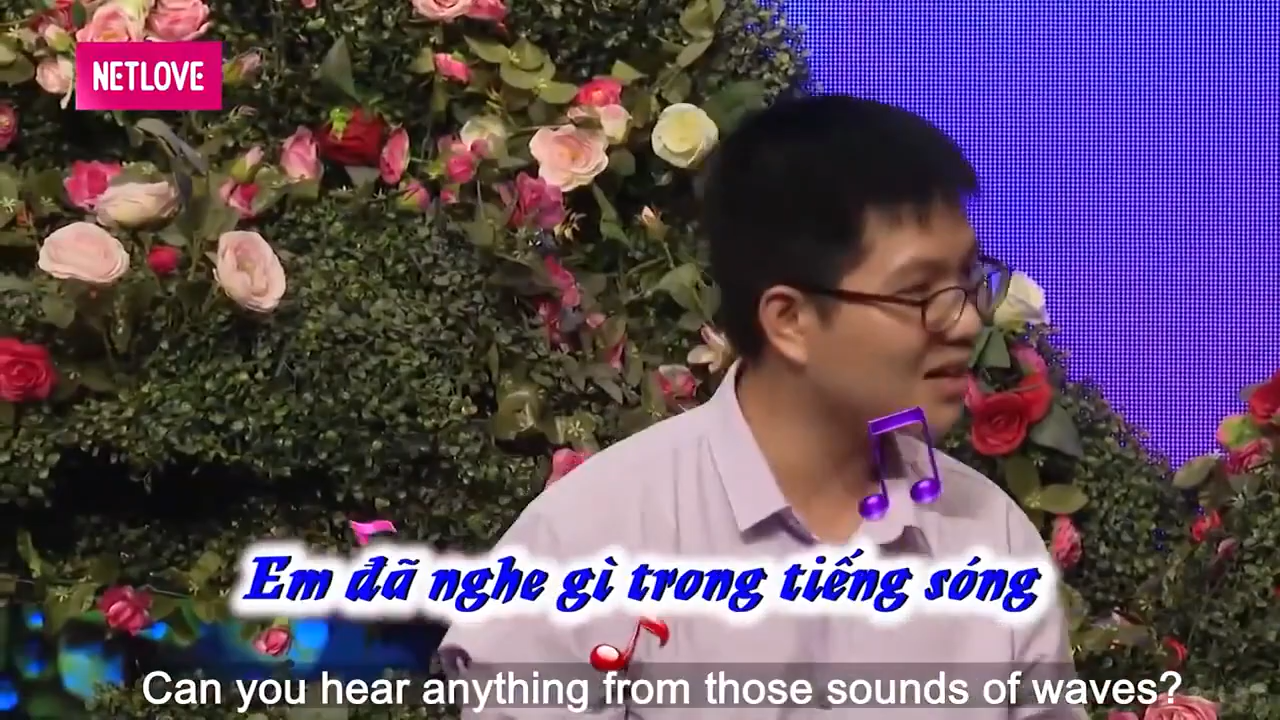 NETLOVE
Em đã nghe gì trong tiếng sóng
Can you hear anything from those sounds of waves?